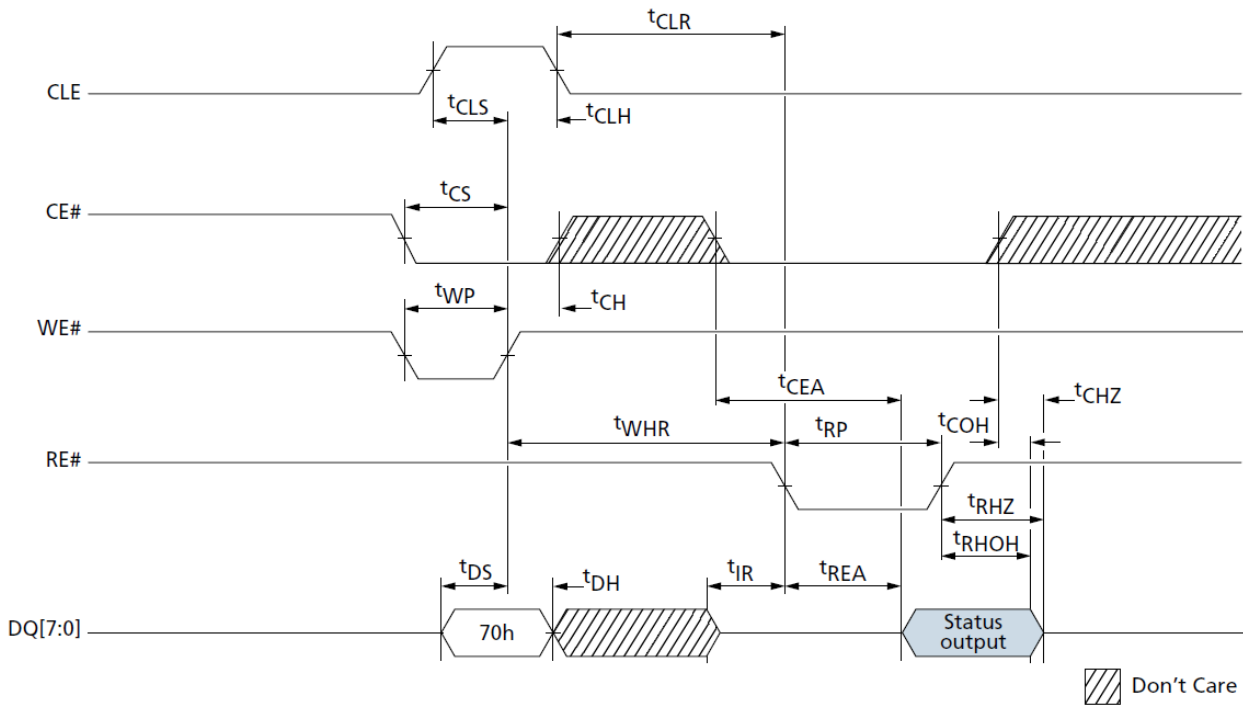 tCLR
CLE
tCLS
tCLH
tCS
CE#
tWP
tCH
WE#
tCEA
tCHZ
tWHR
tRP
tCOH
RE#
tRHZ
tRHOH
tDS
tDH
tIR
tREA
DQ[7:0]
70h
Status
output
Don't Care